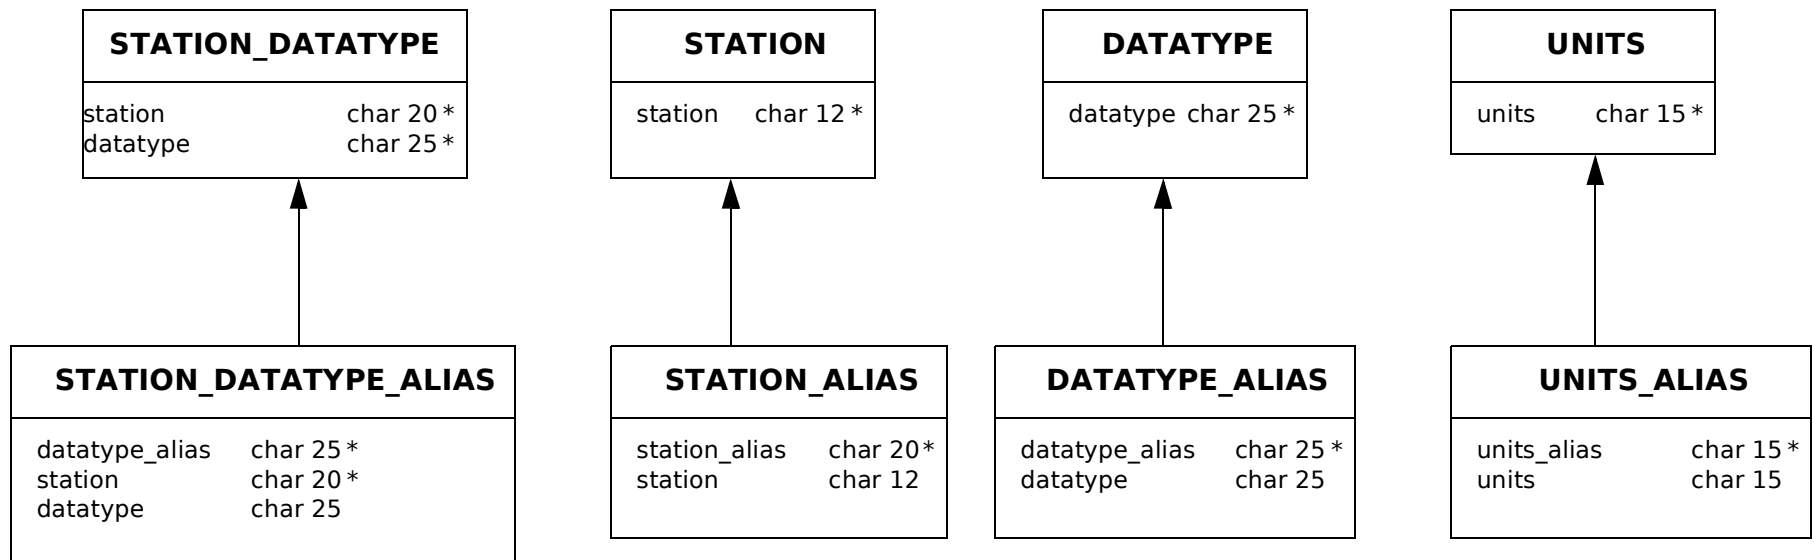 STATION_DATATYPE
station char 20 *
datatype char 25 *
STATION
station char 12 *
DATATYPE
datatype char 25 *
UNITS
units char 15 *
STATION_DATATYPE_ALIAS
datatype_alias char 25 *
station char 20 *
datatype char 25
STATION_ALIAS
station_alias char 20 *
station char 12
DATATYPE_ALIAS
datatype_alias char 25 *
datatype char 25
UNITS_ALIAS
units_alias char 15 *
units char 15